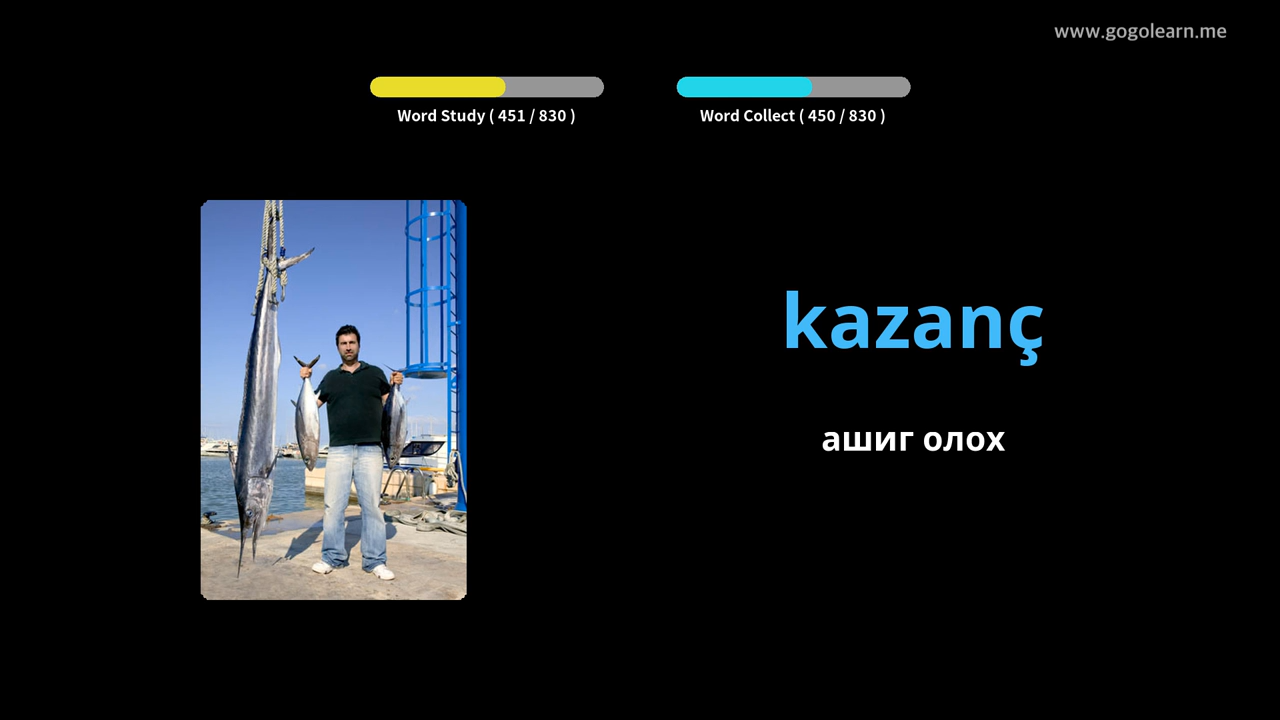 www.gogolearn.me
Word Study ( 451 / 830 )
Word Collect ( 450 / 830 )
kazanç
ашиг олох